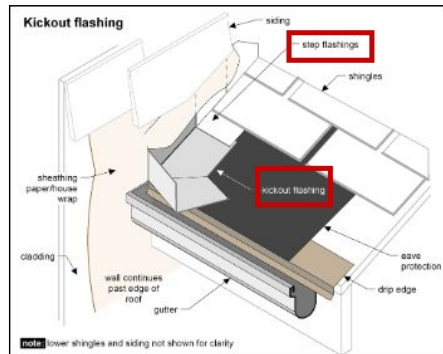 Kickout flashing
siding
step flashings
shingles
sheathing
paper/house
wrap
kickout flashing
cladding
wall continues
past edge of
roof
gutter
eave
protection
drip edge
note: lower shingles and siding not shown for clarity